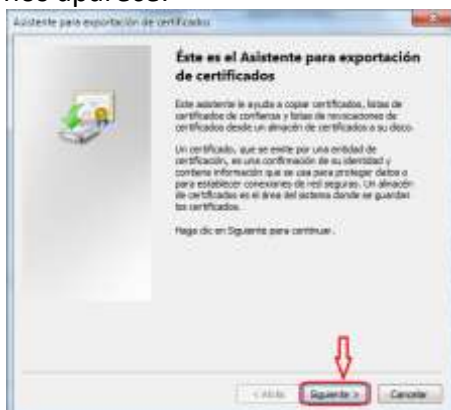 Asistente para exportación de certificados
Éste es el Asistente para exportación
de certificados
Este asistente le ayuda a copiar certificados, listas de
certificados de confianza y listas de revocaciones de
certificados desde un almacén de certificados a su disco.
Un certificado, que se emite por una entidad de
certificación, es una confirmación de su identidad y
contiene información que se usa para proteger datos o
para establecer conexiones de red seguras. Un almacén
de certificados es el área del sistema donde se guardan
los certificados.
Haga clic en Siguiente para continuar.
< Atrás
Siguiente >
Cancelar